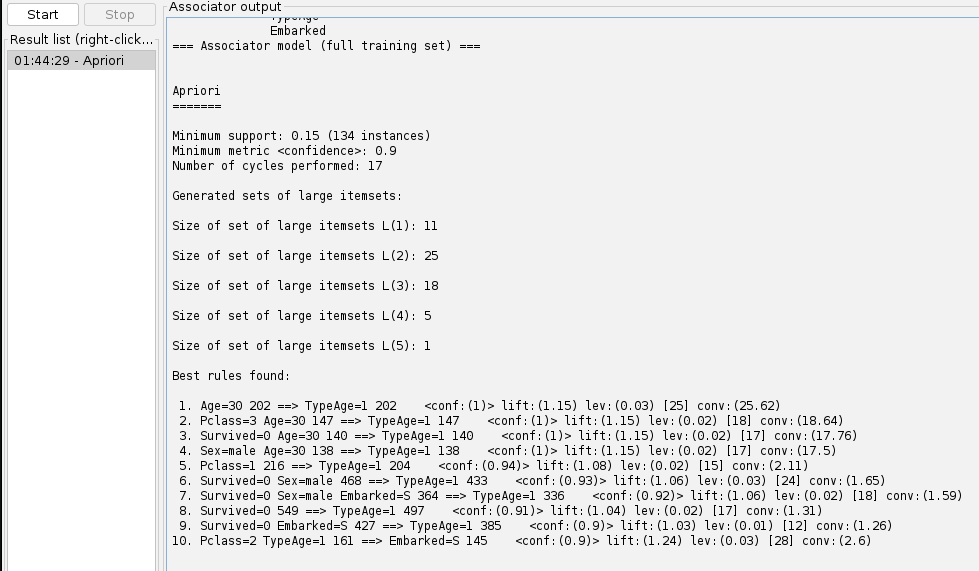 Start
Stop
Result list (right-click...
01:44:29 - Apriori
Associator output
TypeAge
Embarked
=== Associator model (full training set) ===
Apriori
=======
Minimum support: 0.15 (134 instances)
Minimum metric <confidence>: 0.9
Number of cycles performed: 17
Generated sets of large itemsets:
Size of set of large itemsets L(1): 11
Size of set of large itemsets L(2): 25
Size of set of large itemsets L(3): 18
Size of set of large itemsets L(4): 5
Size of set of large itemsets L(5): 1
Best rules found:
1. Age=30 202 ==> TypeAge=1 202    <conf:(1)> lift:(1.15) lev:(0.03) [25] conv:(25.62)
2. Pclass=3 Age=30 147 ==> TypeAge=1 147    <conf:(1)> lift:(1.15) lev:(0.02) [18] conv:(18.64)
3. Survived=0 Age=30 140 ==> TypeAge=1 140    <conf:(1)> lift:(1.15) lev:(0.02) [17] conv:(17.76)
4. Sex=male Age=30 138 ==> TypeAge=1 138    <conf:(1)> lift:(1.15) lev:(0.02) [17] conv:(17.5)
5. Pclass=1 216 ==> TypeAge=1 204    <conf:(0.94)> lift:(1.08) lev:(0.02) [15] conv:(2.11)
6. Survived=0 Sex=male 468 ==> TypeAge=1 433    <conf:(0.93)> lift:(1.06) lev:(0.03) [24] conv:(1.65)
7. Survived=0 Sex=male Embarked=S 364 ==> TypeAge=1 336    <conf:(0.92)> lift:(1.06) lev:(0.02) [18] conv:(1.59)
8. Survived=0 549 ==> TypeAge=1 497    <conf:(0.91)> lift:(1.04) lev:(0.02) [17] conv:(1.31)
9. Survived=0 Embarked=S 427 ==> TypeAge=1 385    <conf:(0.9)> lift:(1.03) lev:(0.01) [12] conv:(1.26)
10. Pclass=2 TypeAge=1 161 ==> Embarked=S 145    <conf:(0.9)> lift:(1.24) lev:(0.03) [28] conv:(2.6)